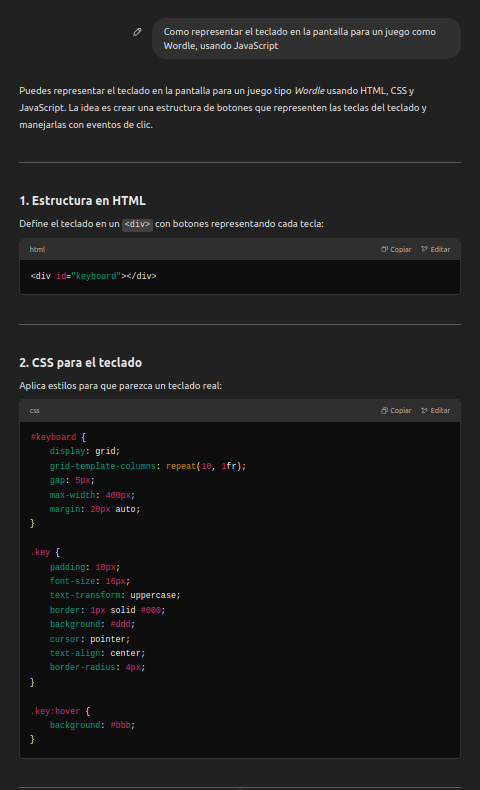 Como representar el teclado en la pantalla para un juego como
Wordle, usando JavaScript
Puedes representar el teclado en la pantalla para un juego tipo Wordle usando HTML, CSS y
JavaScript. La idea es crear una estructura de botones que representen las teclas del teclado y
manejarlas con eventos de clic.
1. Estructura en HTML
Define el teclado en un <div> con botones representando cada tecla:
html Copiar Editar
<div id="keyboard"></div>
2. CSS para el teclado
Aplica estilos para que parezca un teclado real:
css Copiar Editar
#keyboard {
    display: grid;
    grid-template-columns: repeat(10, 1fr);
    gap: 5px;
    max-width: 400px;
    margin: 20px auto;
}
.key {
    padding: 10px;
    font-size: 16px;
    text-transform: uppercase;
    border: 1px solid #000;
    background: #ddd;
    cursor: pointer;
    text-align: center;
    border-radius: 4px;
}
.key:hover {
    background: #bbb;
}